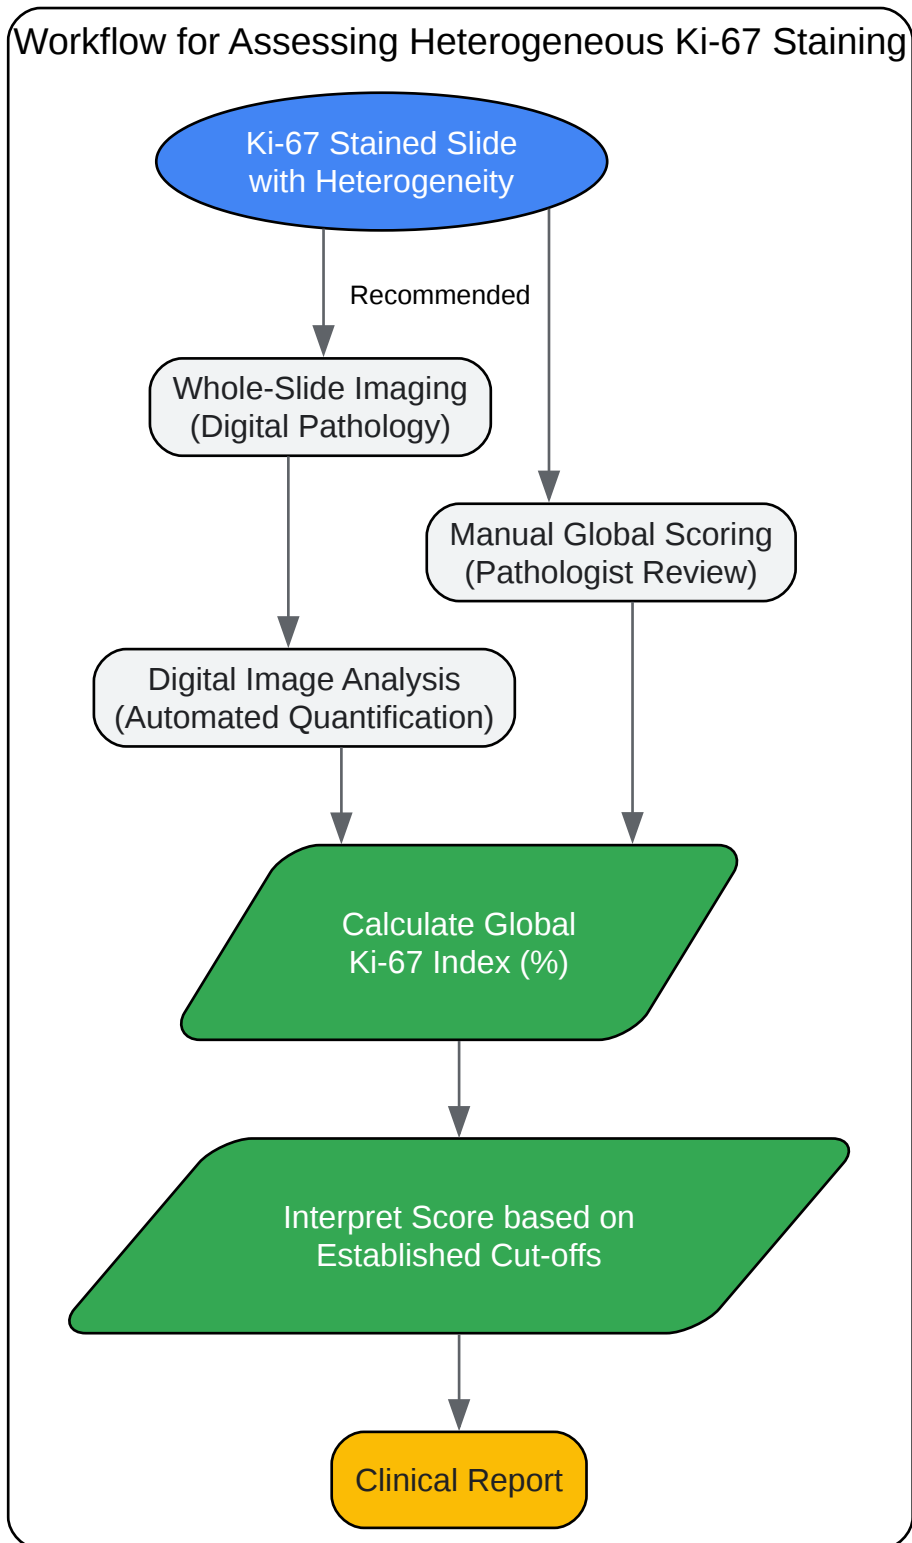 Workflow for Assessing Heterogeneous Ki-67 Staining
Ki-67 Stained Slide
with Heterogeneity
Recommended
Whole-Slide Imaging
(Digital Pathology)
Manual Global Scoring
(Pathologist Review)
Digital Image Analysis
(Automated Quantification)
Calculate Global
Ki-67 Index (%)
Interpret Score based on
Established Cut-offs
Clinical Report